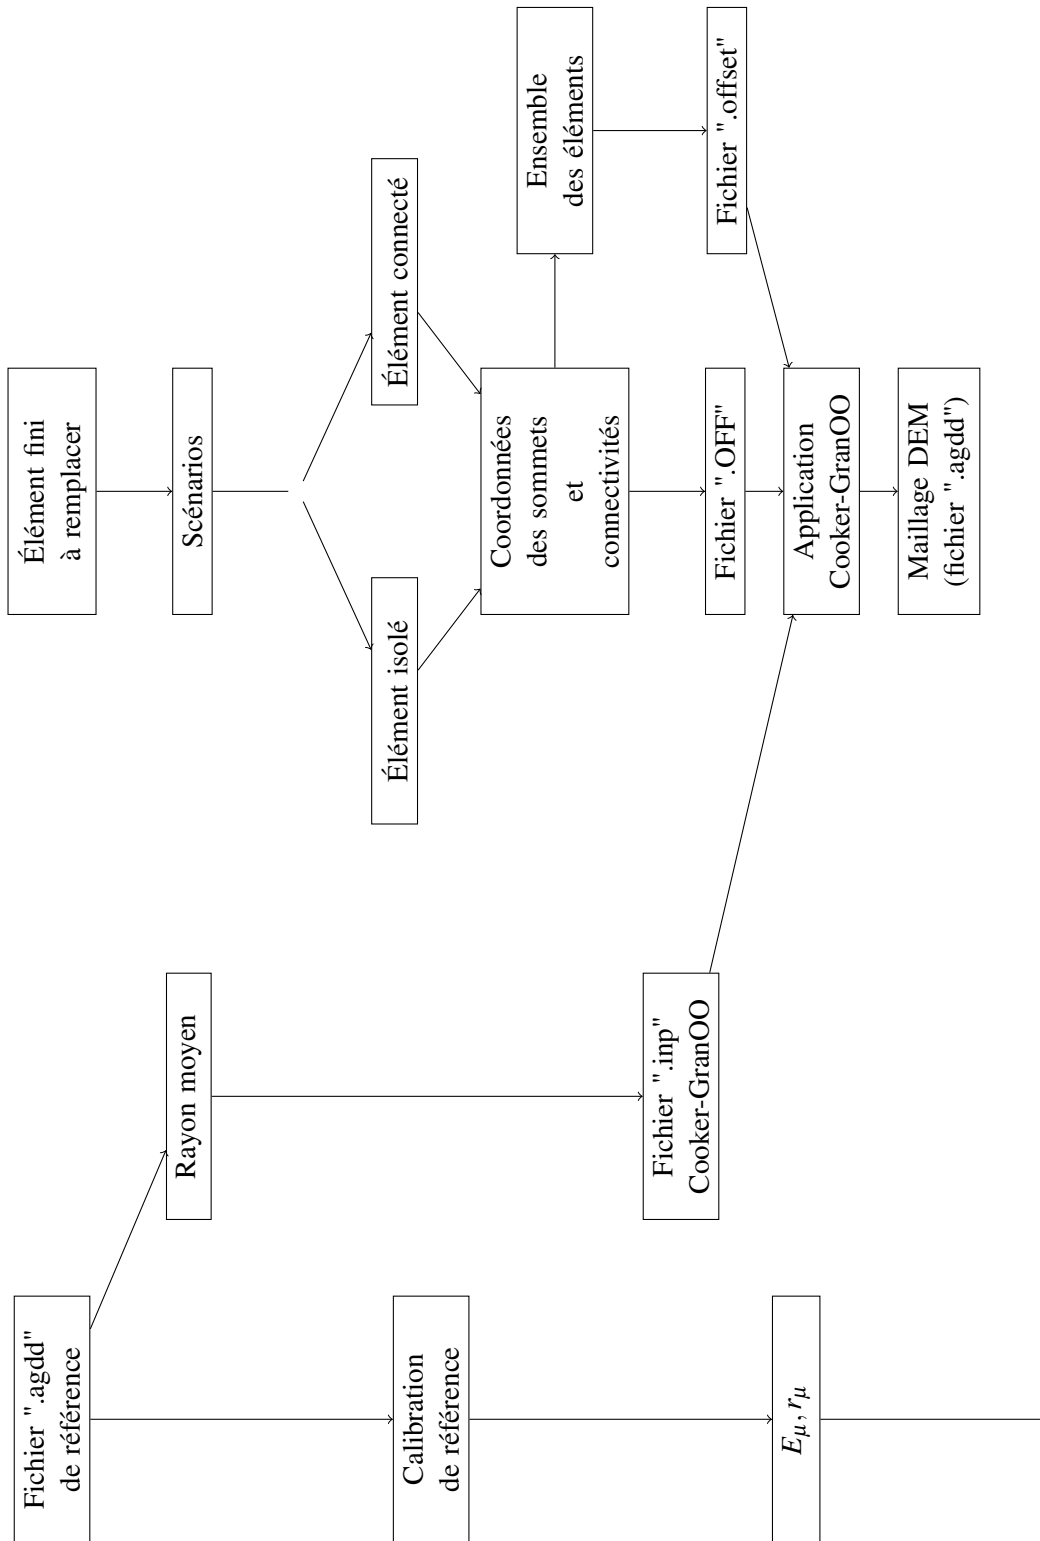 Fichier ".agdd"
de référence
Calibration
de référence
E_μ, r_μ
Rayon moyen
Fichier ".inp"
Cooker-GranOO
Élément fini
à remplacer
Scénarios
Élément isolé
Élément connecté
Coordonnées
des sommets
et
connectivités
Ensemble
des éléments
Fichier ".OFF"
Fichier ".offset"
Application
Cooker-GranOO
Maillage DEM
(fichier ".agdd")